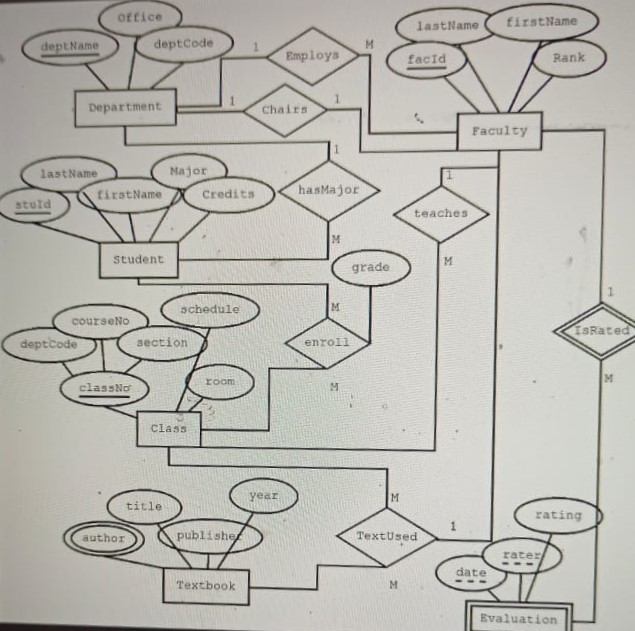 Office
deptName
deptCode
lastName
firstName
facId
Rank
1
Employs
M
Department
1
Chairs
1
Faculty
lastName
Major
1
stuId
firstName
Credits
hasMajor
1
teaches
Student
M
M
grade
schedule
1
courseNo
M
IsRated
deptCode
section
enroll
classNo
room
M
M
Class
year
M
title
rating
author
publisher
TextUsed
1
rater
date
Textbook
M
Evaluation